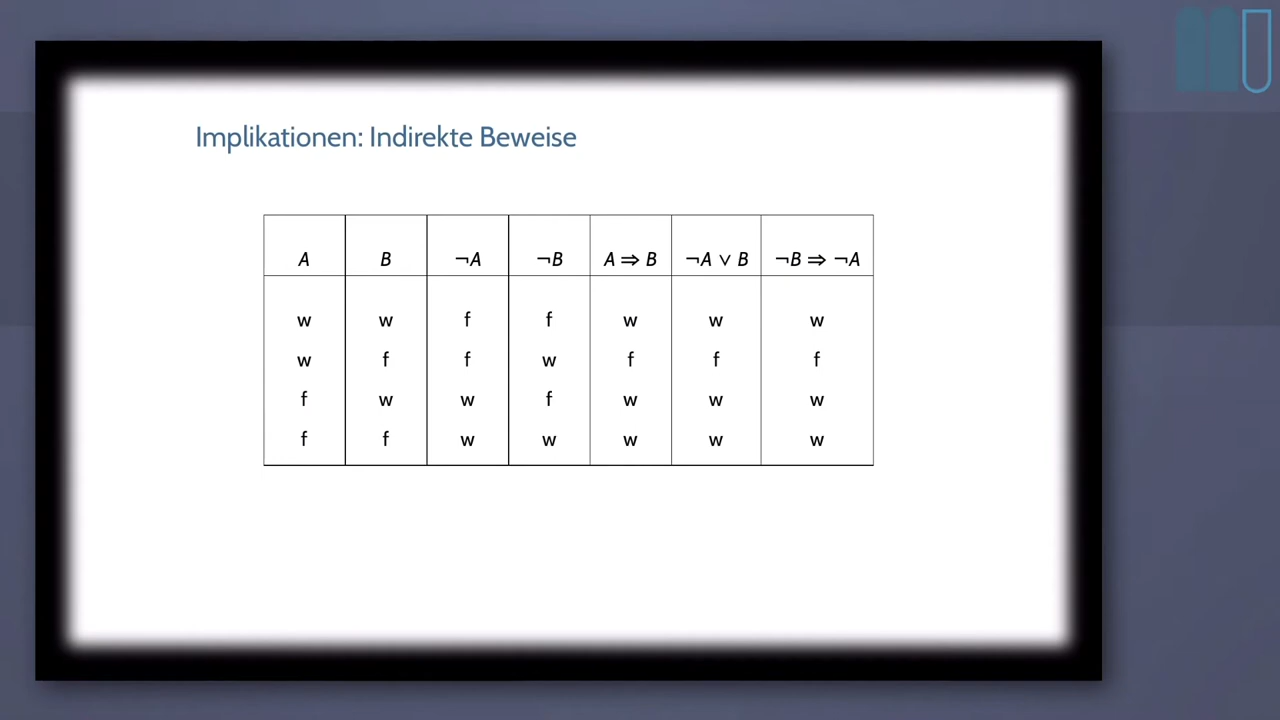 Implikationen: Indirekte Beweise
A B ¬A ¬B A ⇒ B ¬A ∨ B ¬B ⇒ ¬A
w w f f w w w
w f f w f f f
f w w f w w w
f f w w w w w